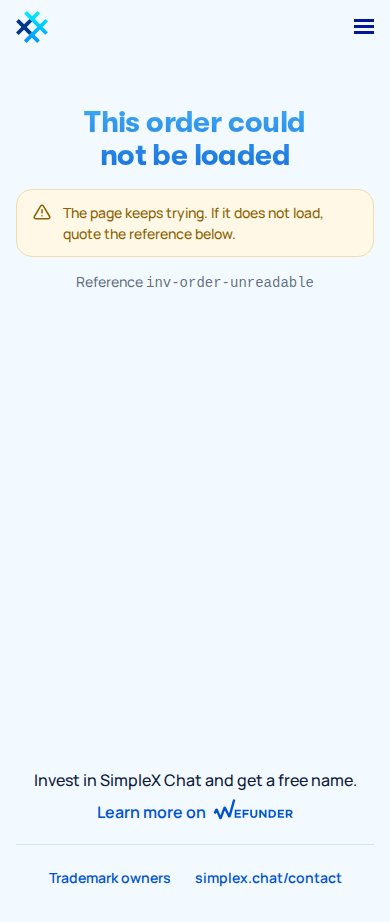 This order could
not be loaded
The page keeps trying. If it does not load,
quote the reference below.
Reference inv-order-unreadable
Invest in SimpleX Chat and get a free name.
Learn more on WEFUNDER
Trademark owners simplex.chat/contact